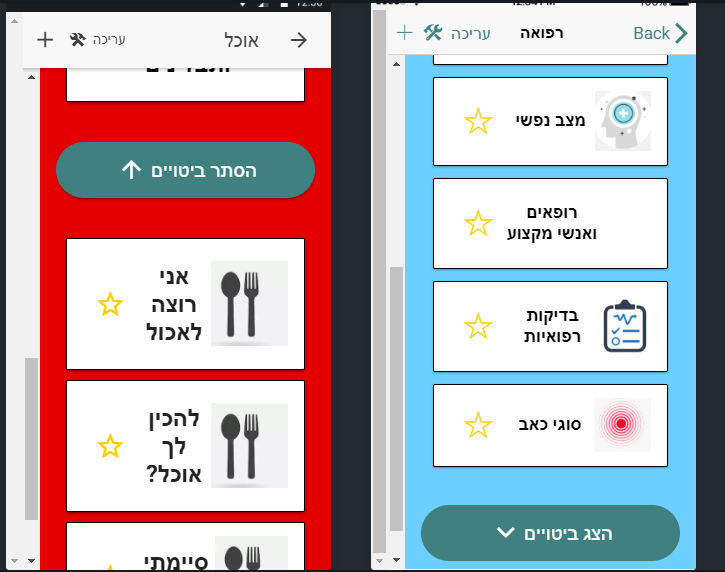 אוכל
עריכה
הסתר ביטויים
אני
רוצה
לאכול
להכין
לך
אוכל?
סיימתי
Back
רפואה
עריכה
מצב נפשי
רופאים
ואנשי מקצוע
בדיקות
רפואיות
סוגי כאב
הצג ביטויים